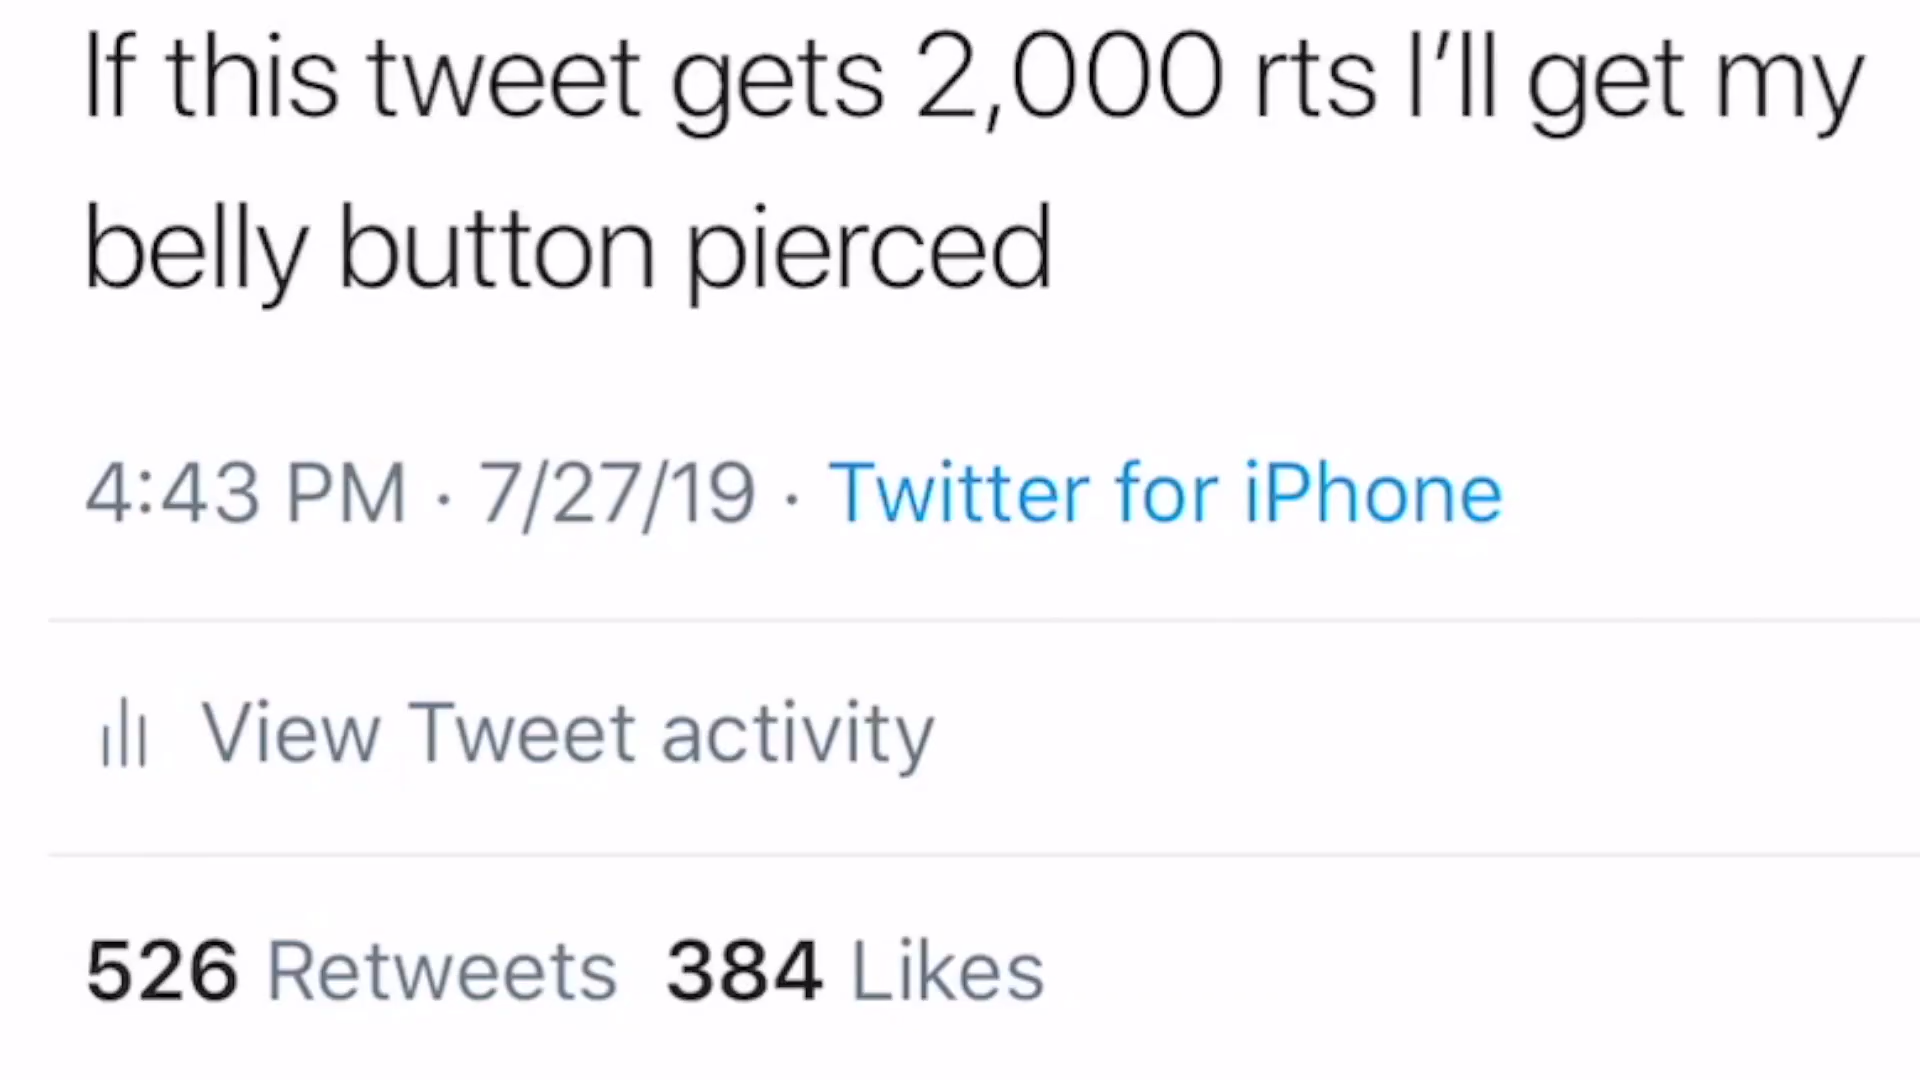 If this tweet gets 2,000 rts I’ll get my
belly button pierced
4:43 PM · 7/27/19 · Twitter for iPhone
View Tweet activity
526 Retweets 384 Likes